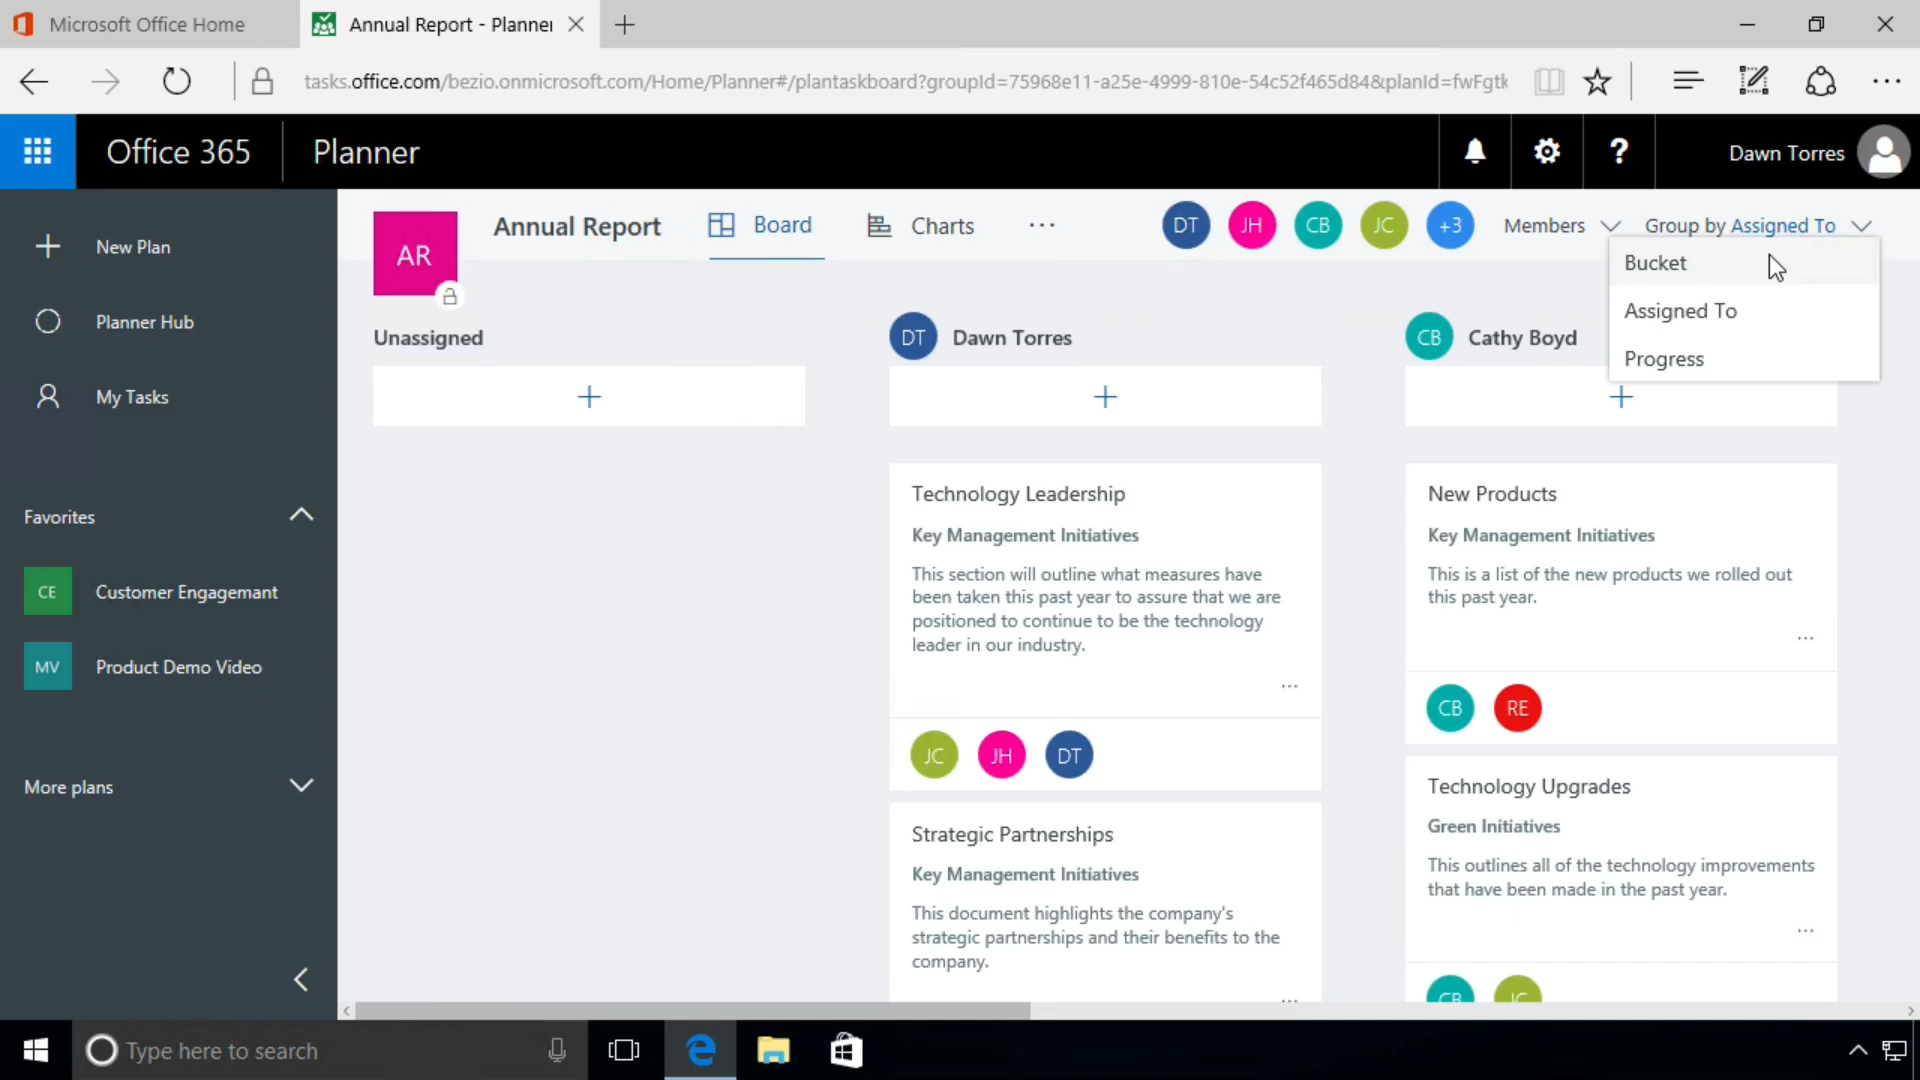 Microsoft Office Home
Annual Report - Planner
tasks.office.com/bezio.onmicrosoft.com/Home/Planner#/plantaskboard?groupId=75968e11-a25e-4999-810e-54c52f465d84&planId=fwFgtk
Office 365
Planner
Dawn Torres
New Plan
Planner Hub
My Tasks
Favorites
CE
Customer Engagemant
MV
Product Demo Video
More plans
AR
Annual Report
Board
Charts
DT
JH
CB
JC
+3
Members
Group by Assigned To
Bucket
Assigned To
Progress
Unassigned
DT
Dawn Torres
Technology Leadership
Key Management Initiatives
This section will outline what measures have
been taken this past year to assure that we are
positioned to continue to be the technology
leader in our industry.
JC
JH
DT
Strategic Partnerships
Key Management Initiatives
This document highlights the company's
strategic partnerships and their benefits to the
company.
CB
Cathy Boyd
New Products
Key Management Initiatives
This is a list of the new products we rolled out
this past year.
CB
RE
Technology Upgrades
Green Initiatives
This outlines all of the technology improvements
that have been made in the past year.
CB
JC
Type here to search